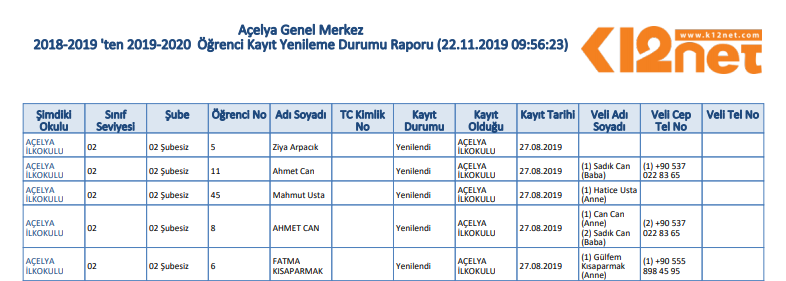 Açelya Genel Merkez
2018-2019 'ten 2019-2020 Öğrenci Kayıt Yenileme Durumu Raporu (22.11.2019 09:56:23)
www.k12net.com
K12net
Şimdiki Okulu | Sınıf Seviyesi | Şube | Öğrenci No | Adı Soyadı | TC Kimlik No | Kayıt Durumu | Kayıt Olduğu | Kayıt Tarihi | Veli Adı Soyadı | Veli Cep Tel No | Veli Tel No
AÇELYA İLKOKULU | 02 | 02 Şubesiz | 5 | Ziya Arpacık | | Yenilendi | AÇELYA İLKOKULU | 27.08.2019 | | |
AÇELYA İLKOKULU | 02 | 02 Şubesiz | 11 | Ahmet Can | | Yenilendi | AÇELYA İLKOKULU | 27.08.2019 | (1) Sadık Can (Baba) | (1) +90 537 022 83 65 |
AÇELYA İLKOKULU | 02 | 02 Şubesiz | 45 | Mahmut Usta | | Yenilendi | AÇELYA İLKOKULU | 27.08.2019 | (1) Hatice Usta (Anne) | |
AÇELYA İLKOKULU | 02 | 02 Şubesiz | 8 | AHMET CAN | | Yenilendi | AÇELYA İLKOKULU | 27.08.2019 | (1) Can Can (Anne) (2) Sadık Can (Baba) | (2) +90 537 022 83 65 |
AÇELYA İLKOKULU | 02 | 02 Şubesiz | 6 | FATMA KISAPARMAK | | Yenilendi | AÇELYA İLKOKULU | 27.08.2019 | (1) Gülfem Kısaparmak (Anne) | (1) +90 555 898 45 95 |